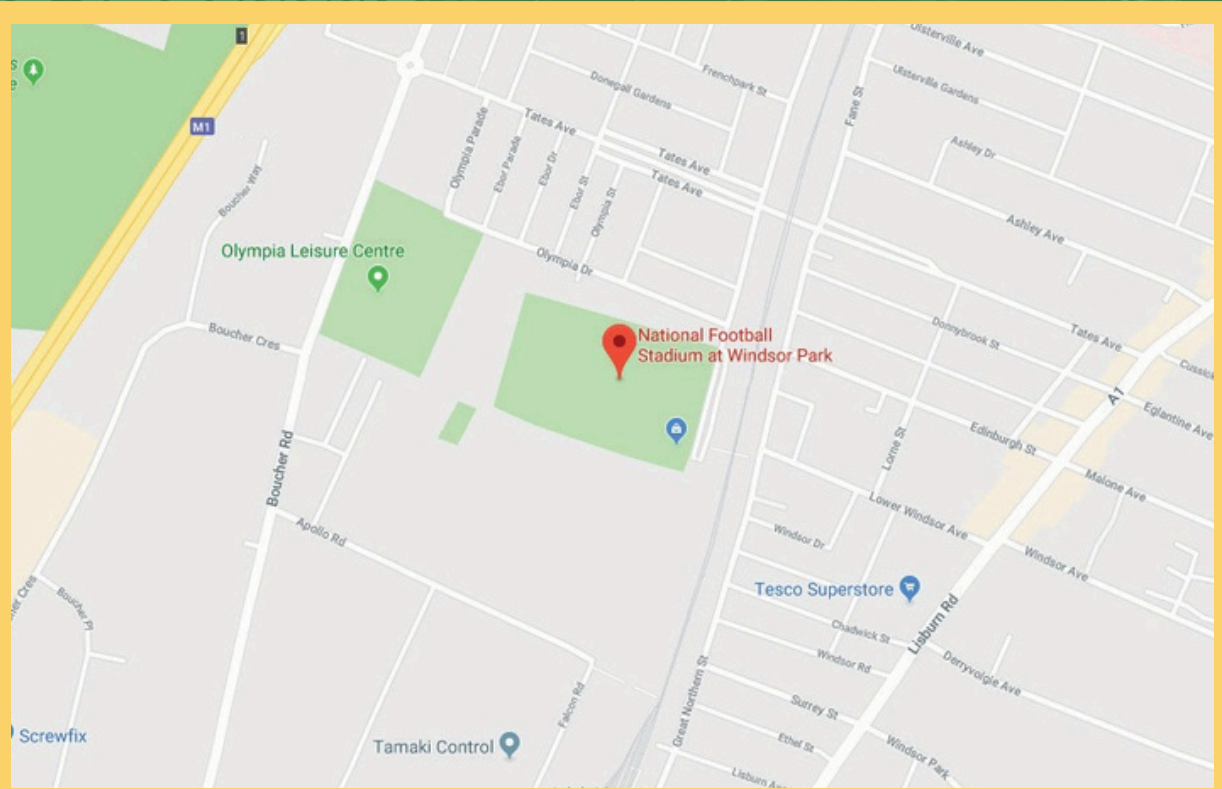 1
Ulsterville Ave
Frenchpark St
Ulsterville Gardens
Donegall Gardens
Fane St
M1
Tates Ave
Olympia Parade
Ebor Parade
Ebor Dr
Ebor St
Olympia St
Tates Ave
Tates Ave
Ashley Dr
Boucher Way
Ashley Ave
Olympia Leisure Centre
Olympia Dr
Boucher Cres
National Football
Stadium at Windsor Park
Donnybrook St
Tates Ave
Cussick
A1
Eglantine Ave
Edinburgh St
Lorne St
Boucher Rd
Malone Ave
Lower Windsor Ave
Apollo Rd
Windsor Dr
Windsor Ave
Tesco Superstore
Boucher Pl
Lisburn Rd
Chadwick St
Windsor Rd
Derryvolgie Ave
Great Northern St
Falcon Rd
Surrey St
Screwfix
Tamaki Control
Ethel St
Windsor Park
Lisburn